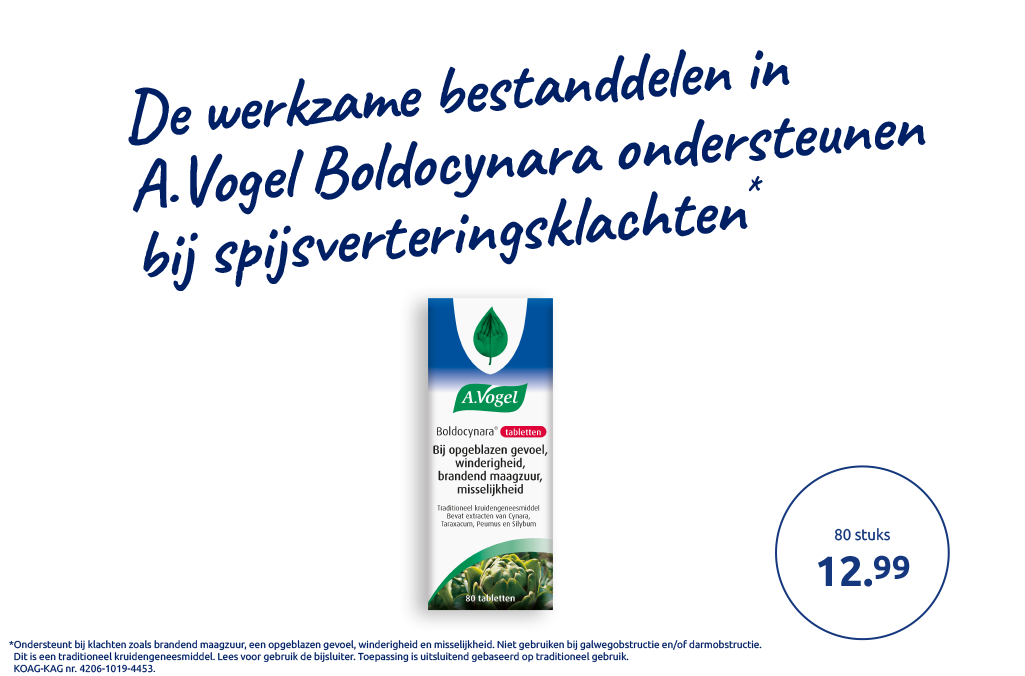 De werkzame bestanddelen in
A.Vogel Boldocynara ondersteunen
bij spijsverteringsklachten*
A.Vogel
Boldocynara® tabletten
Bij opgeblazen gevoel,
winderigheid,
brandend maagzuur,
misselijkheid
Traditioneel kruidengeneesmiddel
Bevat extracten van Cynara,
Taraxacum, Peumus en Silybum
80 tabletten
80 stuks
12.99
*Ondersteunt bij klachten zoals brandend maagzuur, een opgeblazen gevoel, winderigheid en misselijkheid. Niet gebruiken bij galwegobstructie en/of darmobstructie.
Dit is een traditioneel kruidengeneesmiddel. Lees voor gebruik de bijsluiter. Toepassing is uitsluitend gebaseerd op traditioneel gebruik.
KOAG-KAG nr. 4206-1019-4453.